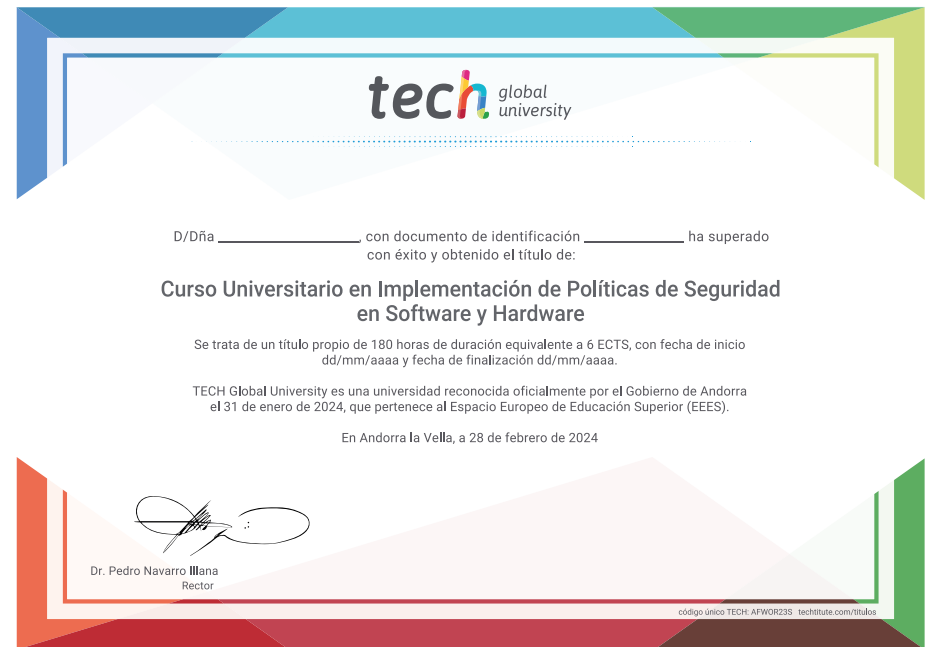 tech global
university
D/Dña ____________________, con documento de identificación ______________ ha superado
con éxito y obtenido el título de:
Curso Universitario en Implementación de Políticas de Seguridad
en Software y Hardware
Se trata de un título propio de 180 horas de duración equivalente a 6 ECTS, con fecha de inicio
dd/mm/aaaa y fecha de finalización dd/mm/aaaa.
TECH Global University es una universidad reconocida oficialmente por el Gobierno de Andorra
el 31 de enero de 2024, que pertenece al Espacio Europeo de Educación Superior (EEES).
En Andorra la Vella, a 28 de febrero de 2024
Dr. Pedro Navarro Illana
Rector
código único TECH: AFWOR23S techtitute.com/titulos